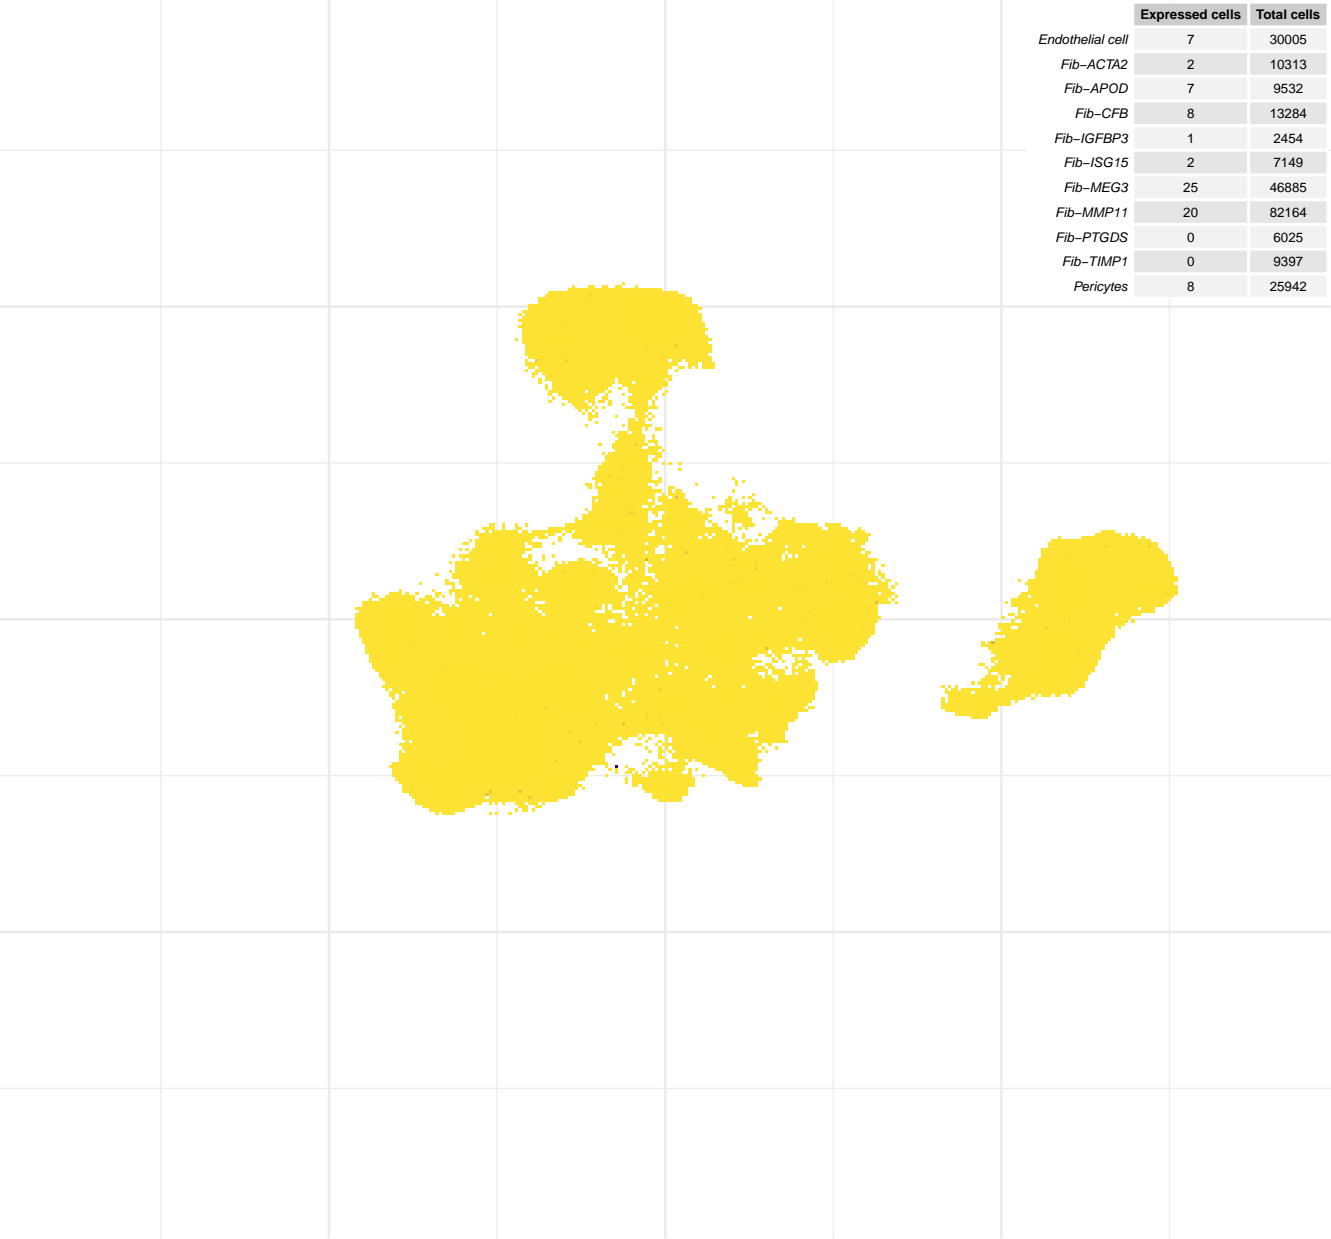 Expressed cells Total cells
Endothelial cell 7 30005
Fib−ACTA2 2 10313
Fib−APOD 7 9532
Fib−CFB 8 13284
Fib−IGFBP3 1 2454
Fib−ISG15 2 7149
Fib−MEG3 25 46885
Fib−MMP11 20 82164
Fib−PTGDS 0 6025
Fib−TIMP1 0 9397
Pericytes 8 25942